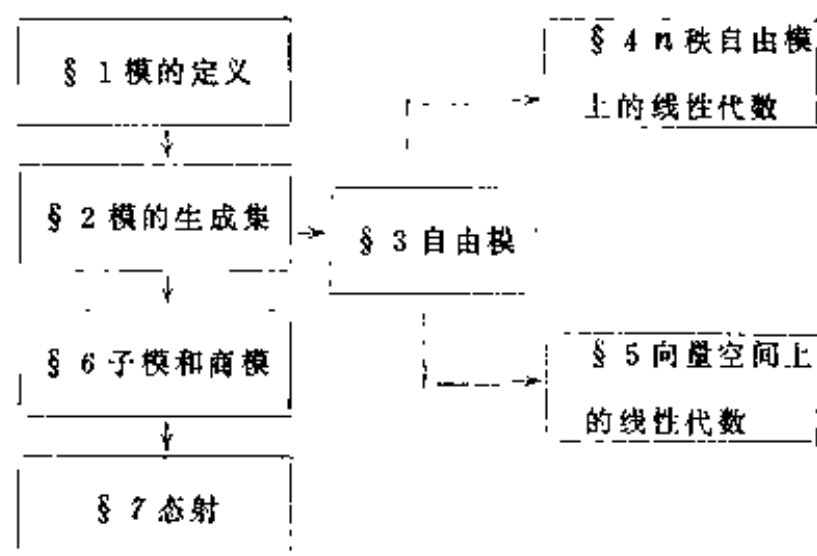 § 1 模的定义
§ 2 模的生成集
§ 3 自由模
§ 4 n 秩自由模
上的线性代数
§ 5 向量空间上
的线性代数
§ 6 子模和商模
§ 7 态射